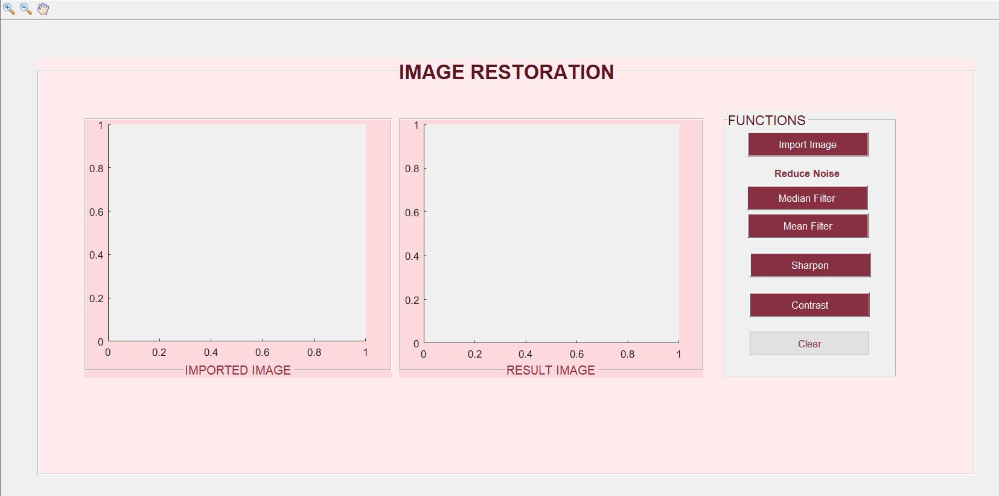 IMAGE RESTORATION
1
0.8
0.6
0.4
0.2
0
0 0.2 0.4 0.6 0.8 1
IMPORTED IMAGE
1
0.8
0.6
0.4
0.2
0
0 0.2 0.4 0.6 0.8 1
RESULT IMAGE
FUNCTIONS
Import Image
Reduce Noise
Median Filter
Mean Filter
Sharpen
Contrast
Clear